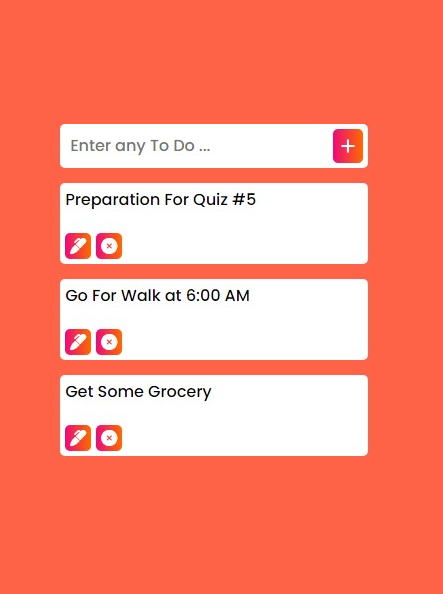 Enter any To Do ...
Preparation For Quiz #5
Go For Walk at 6:00 AM
Get Some Grocery